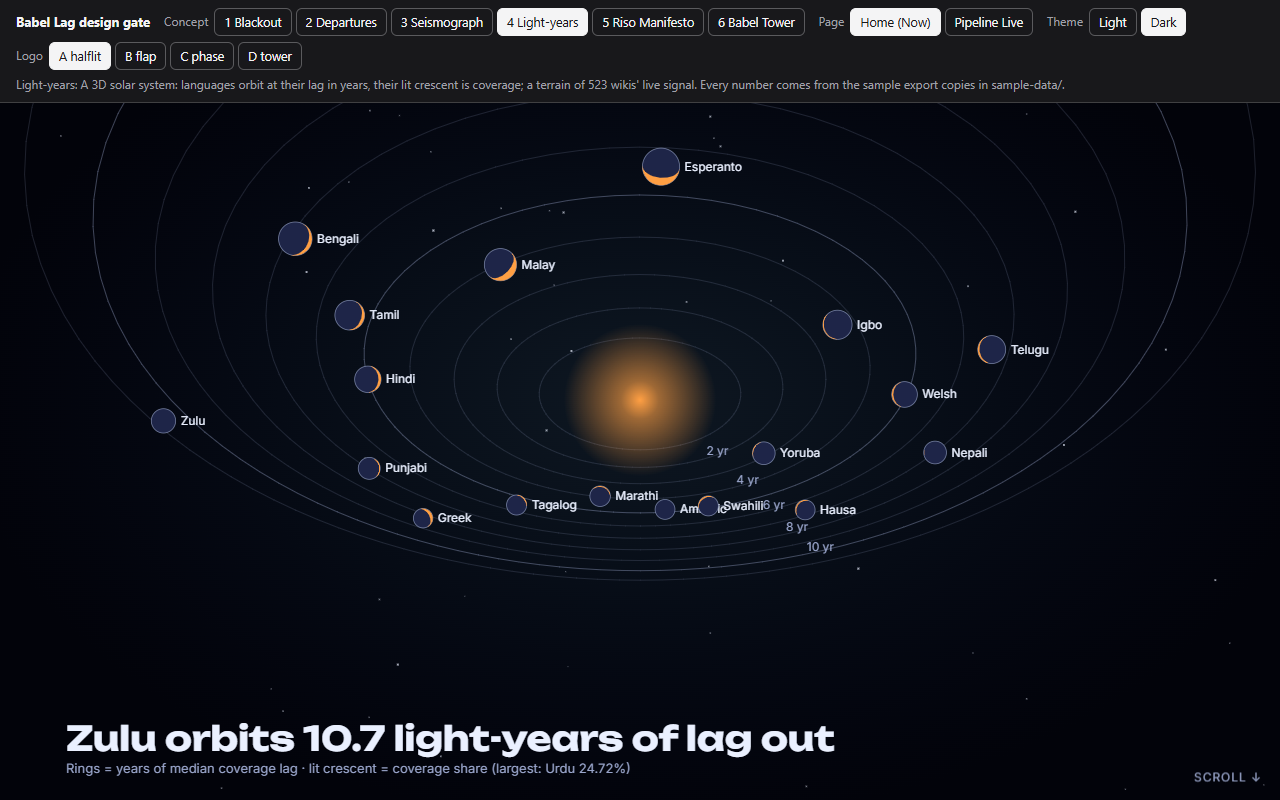 Babel Lag design gate Concept 1 Blackout 2 Departures 3 Seismograph 4 Light-years 5 Riso Manifesto 6 Babel Tower Page Home (Now) Pipeline Live Theme Light Dark
Logo A halflit B flap C phase D tower
Light-years: A 3D solar system: languages orbit at their lag in years, their lit crescent is coverage; a terrain of 523 wikis' live signal. Every number comes from the sample export copies in sample-data/.
Esperanto
Bengali
Malay
Tamil
Igbo
Telugu
Hindi
Welsh
Zulu
2 yr
Yoruba
Nepali
Punjabi
4 yr
Marathi
Tagalog
Swahili
6 yr
Hausa
Greek
8 yr
10 yr
Zulu orbits 10.7 light-years of lag out
Rings = years of median coverage lag · lit crescent = coverage share (largest: Urdu 24.72%)
SCROLL ↓